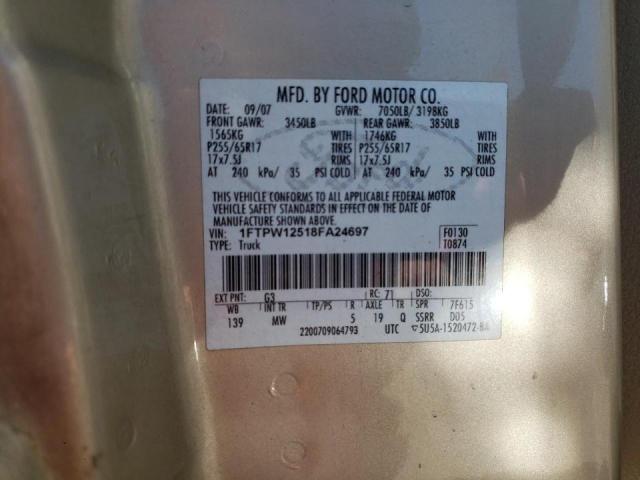 MFD. BY FORD MOTOR CO.
DATE: 09/07 GVWR: 7050LB/ 3198KG
FRONT GAWR: 3450LB REAR GAWR: 3850LB
1565KG WITH 1746KG WITH
P255/65R17 TIRES P255/65R17 TIRES
17x7.5J RIMS 17x7.5J RIMS
AT 240 kPa/ 35 PSI COLD AT 240 kPa/ 35 PSI COLD
THIS VEHICLE CONFORMS TO ALL APPLICABLE FEDERAL MOTOR
VEHICLE SAFETY STANDARDS IN EFFECT ON THE DATE OF
MANUFACTURE SHOWN ABOVE.
VIN: 1FTPW12518FA24697 F0130
TYPE: Truck T0874
EXT PNT: G3 RC: 71 DSO:
WB INT TR TP/PS R AXLE TR SPR 7F615
139 MW 5 19 Q SSRR D05
2200709064793 UTC ▽5U5A-1520472-BA